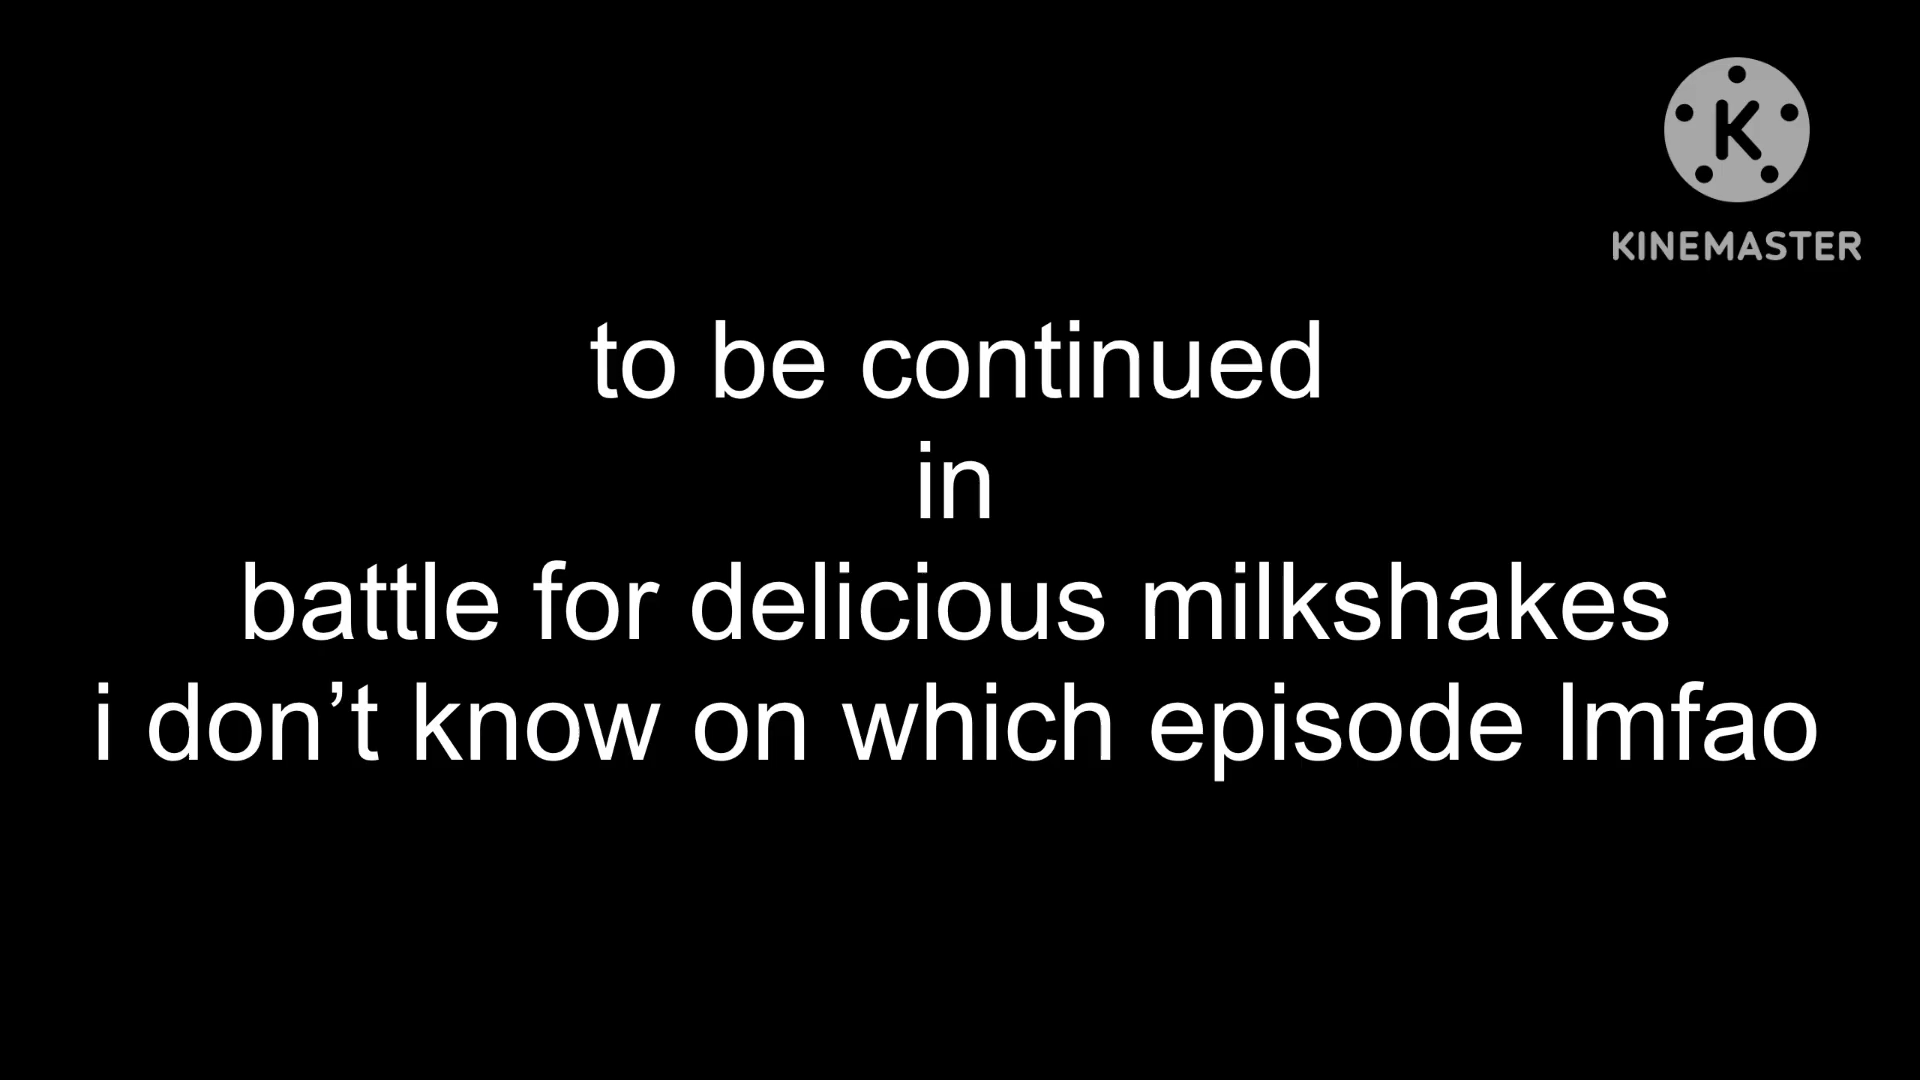 K
KINEMASTER
to be continued
in
battle for delicious milkshakes
i don’t know on which episode lmfao